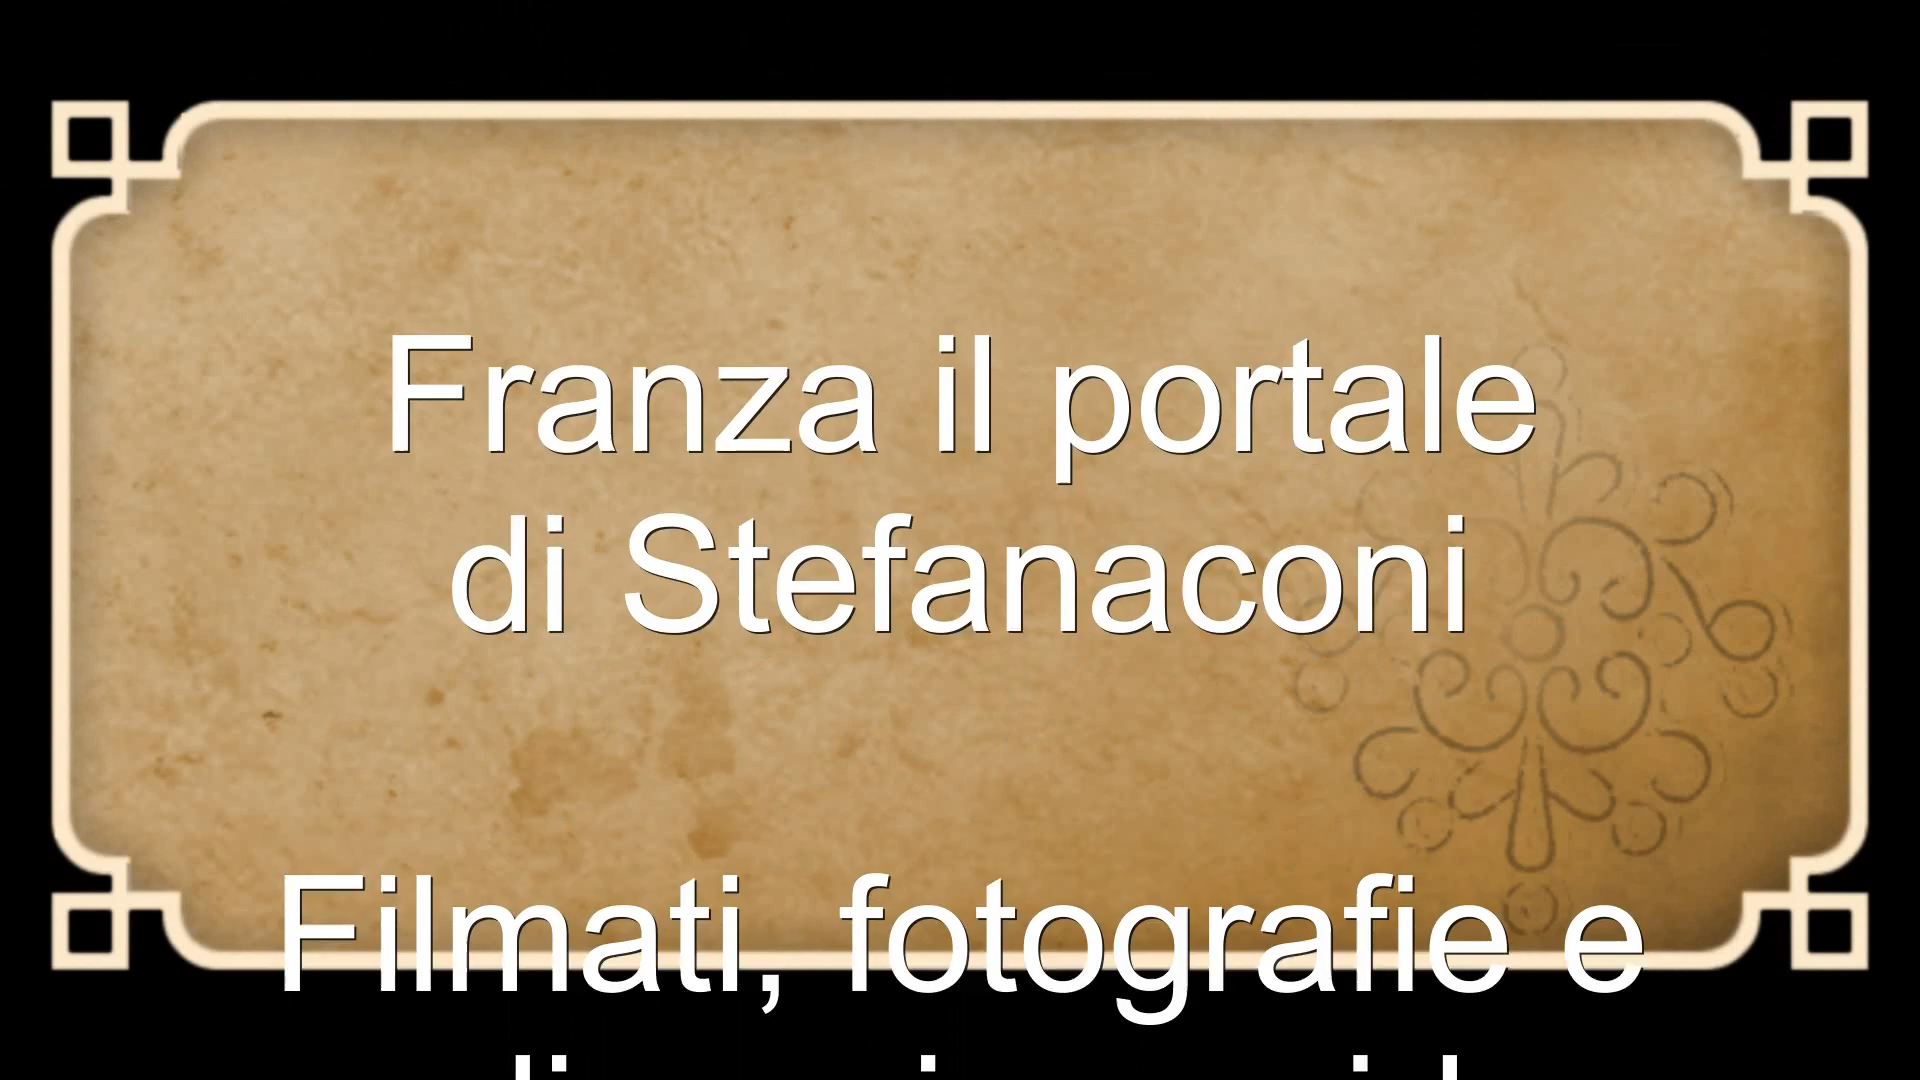 Franza il portale
di Stefanaconi
Filmati, fotografie e